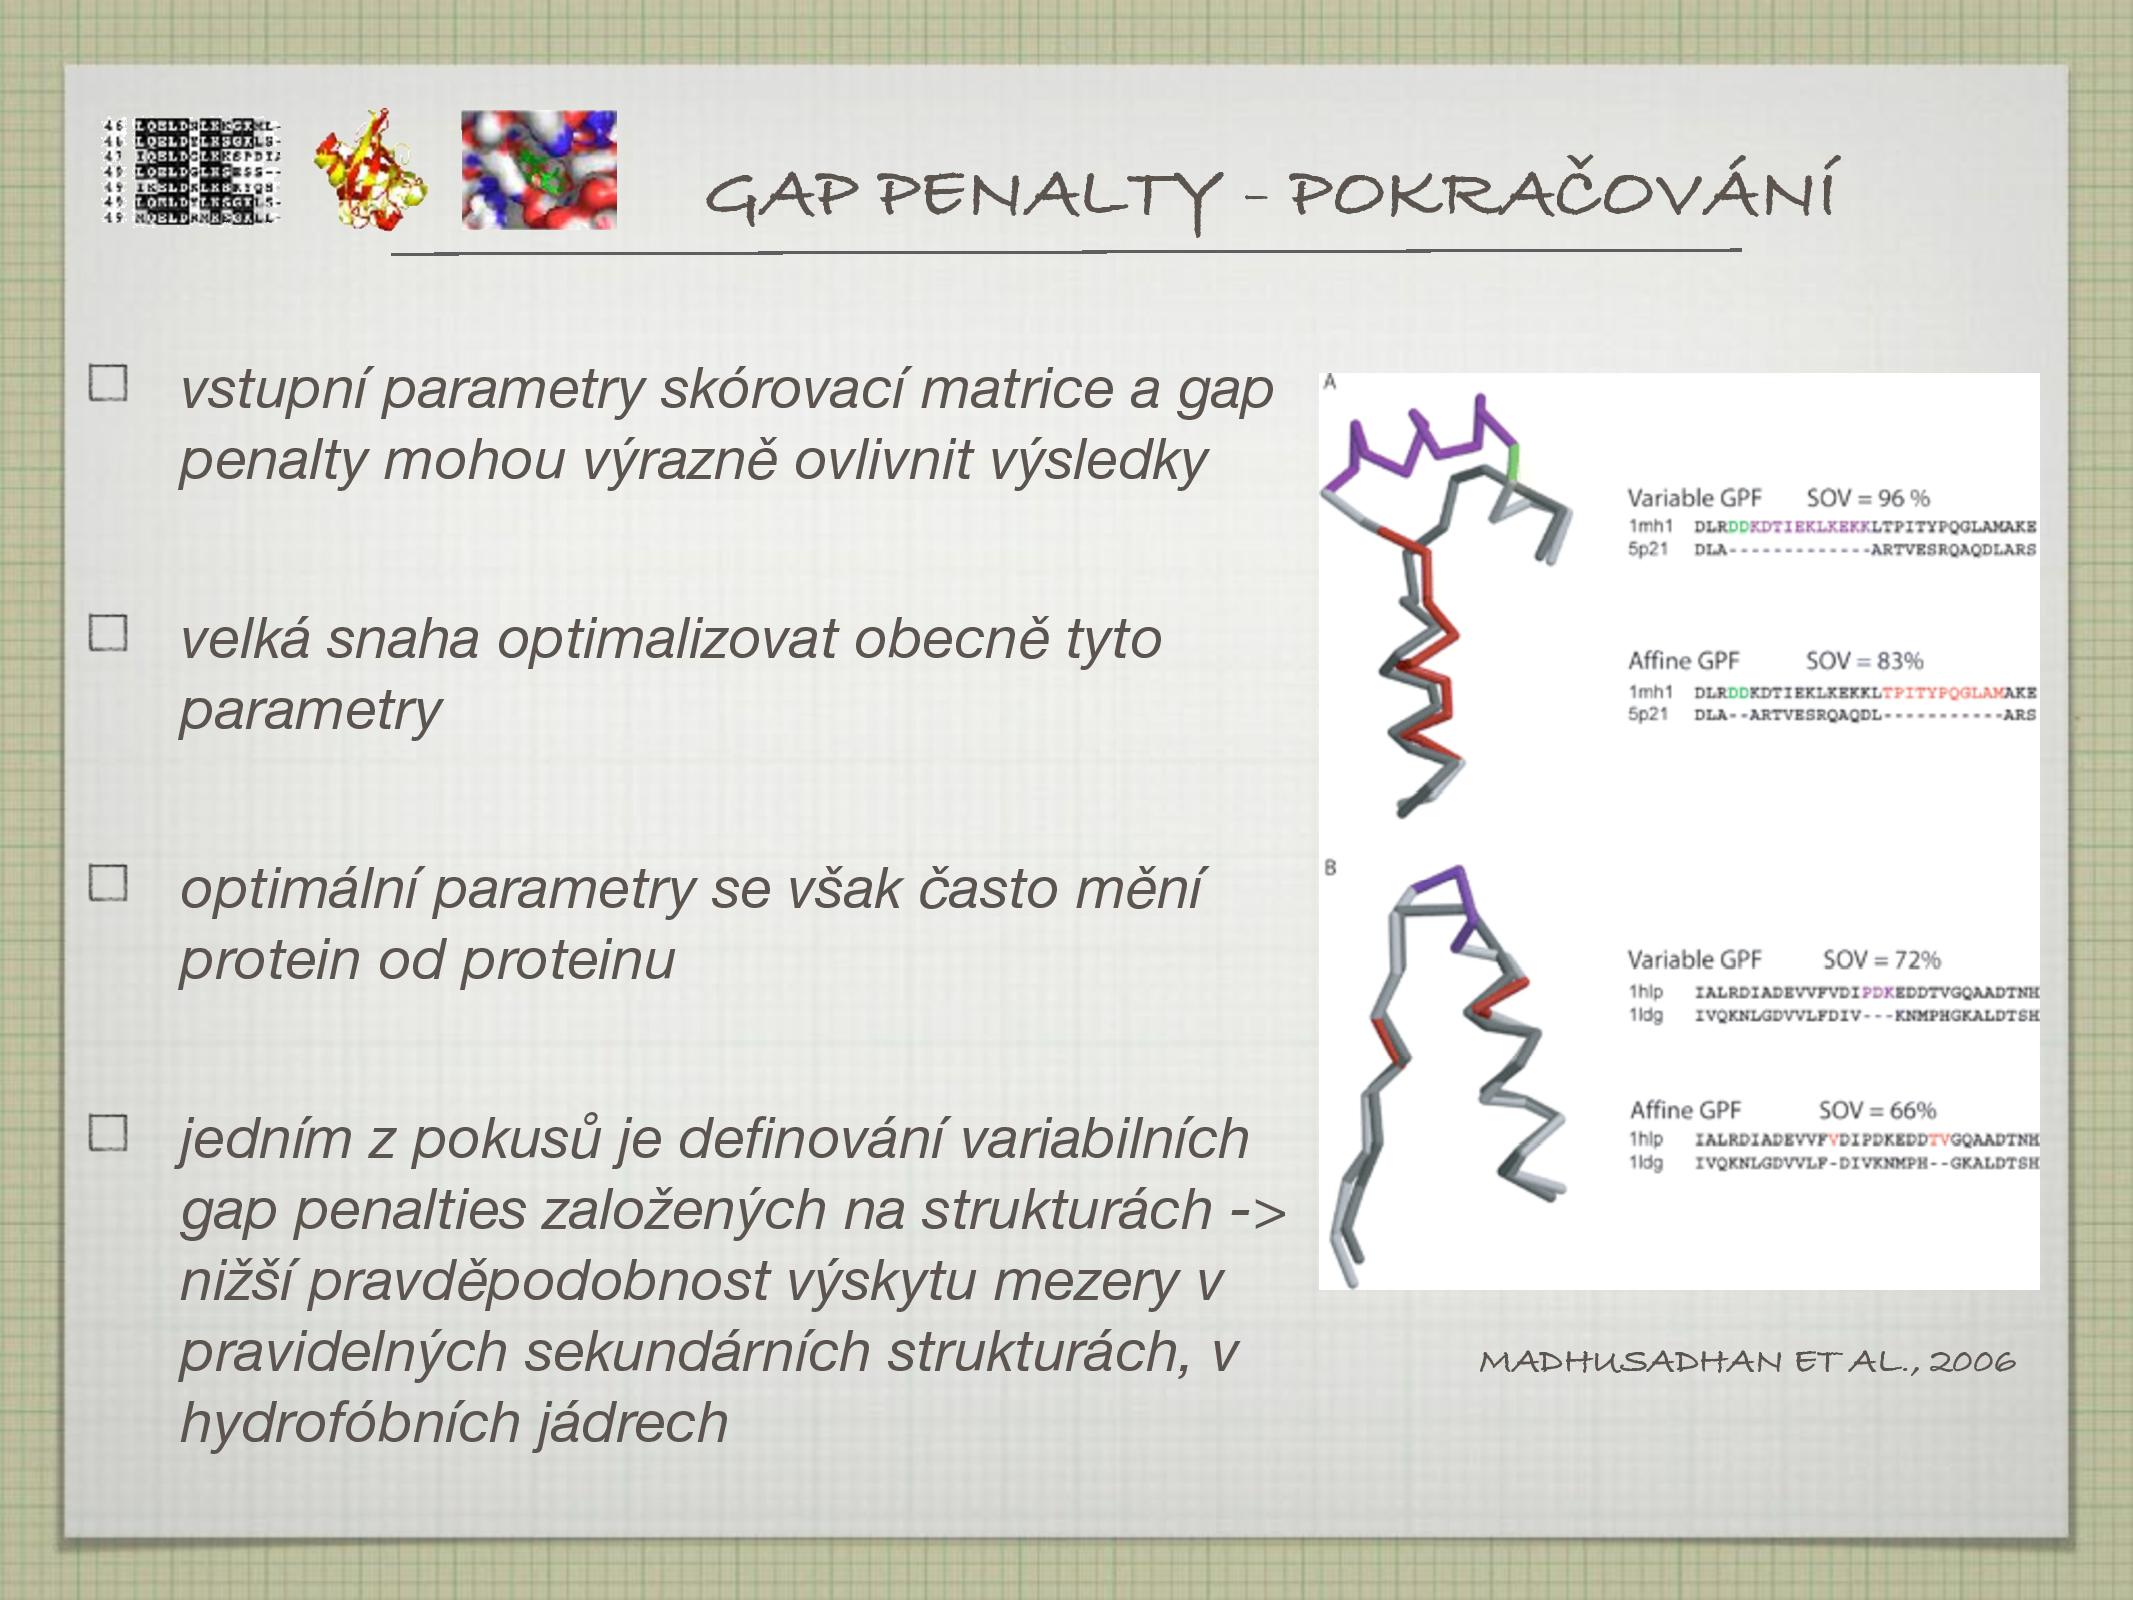 46 LQELDNLEKGKML-
GAP PENALTY - POKRAČOVÁNÍ
vstupní parametry skórovací matrice a gap
penalty mohou výrazně ovlivnit výsledky
velká snaha optimalizovat obecně tyto
parametry
optimální parametry se však často mění
protein od proteinu
jedním z pokusů je definování variabilních
gap penalties založených na strukturách ->
nižší pravděpodobnost výskytu mezery v
pravidelných sekundárních strukturách, v
hydrofóbních jádrech
A
Variable GPF SOV = 96 %
1mh1 DLRDDKDTIEKLKEKKLTPITYPQGLAMAKE
5p21 DLA-------------ARTVESRQAQDLARS
Affine GPF SOV = 83%
1mh1 DLRDDKDTIEKLKEKKLTPITYPQGLAMAKE
5p21 DLA--ARTVESRQAQDL-----------ARS
B
Variable GPF SOV = 72%
1hlp IALRDIADEVVFVDIPDKEDDTVGQAADTNH
1ldg IVQKNLGDVVLFDIV---KNMPHGKALDTSH
Affine GPF SOV = 66%
1hlp IALRDIADEVVFVDIPDKEDDTVGQAADTNH
1ldg IVQKNLGDVVLF-DIVKNMPH--GKALDTSH
MADHUSADHAN ET AL., 2006